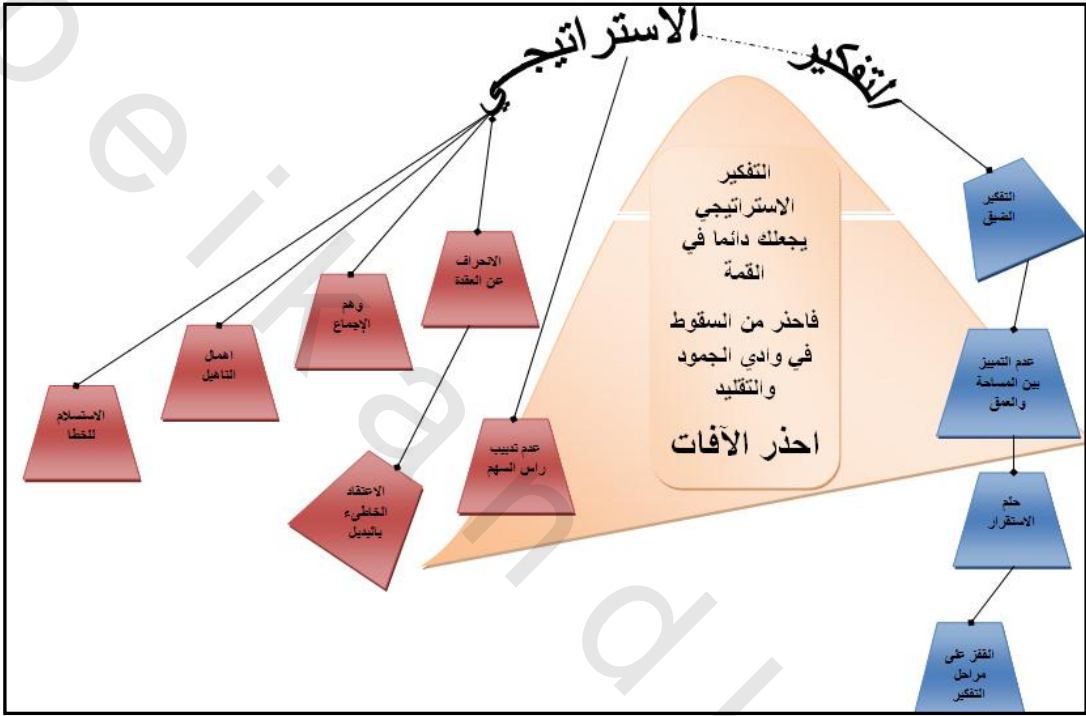 التفكير الاستراتيجي
التفكير
الضيق
عدم التمييز
بين المساحة
والعمق
حلم
الاستقرار
القفز على
مراحل
التفكير
التفكير
الاستراتيجي
يجعلك دائما في
القمة
فاحذر من السقوط
في وادي الجمود
والتقليد
احذر الآفات
عدم تدبيب
راس السهم
الانحراف
عن العقدة
الاعتقاد
الخاطىء
بالبديل
وهم
الإجماع
اهمال
التاهيل
الاستسلام
للخطا